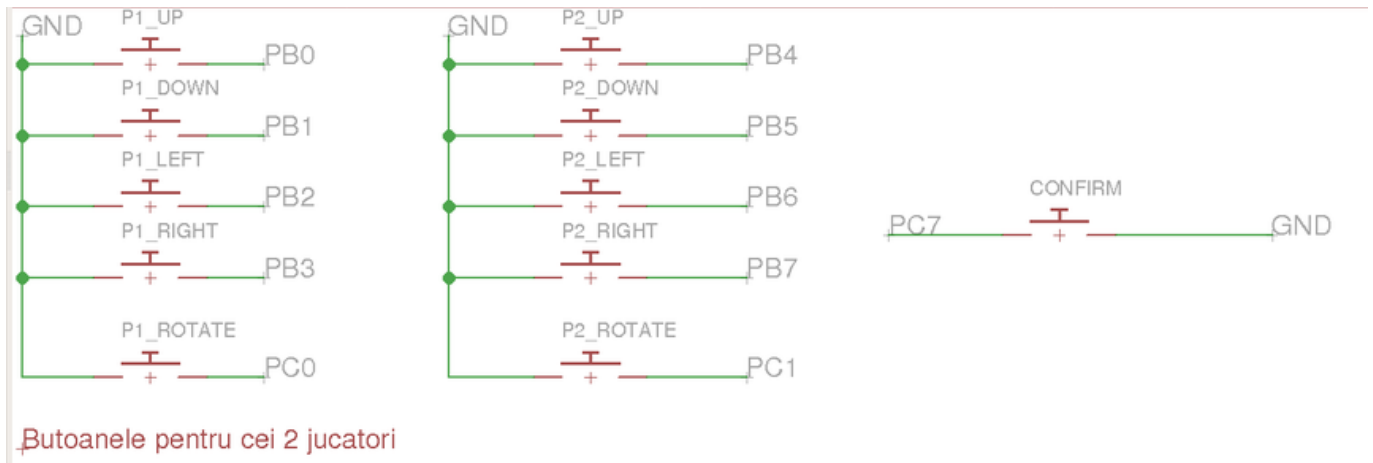 GND
P1_UP
PB0
P1_DOWN
PB1
P1_LEFT
PB2
P1_RIGHT
PB3
P1_ROTATE
PC0
GND
P2_UP
PB4
P2_DOWN
PB5
P2_LEFT
PB6
P2_RIGHT
PB7
P2_ROTATE
PC1
CONFIRM
PC7
GND
Butoanele pentru cei 2 jucatori